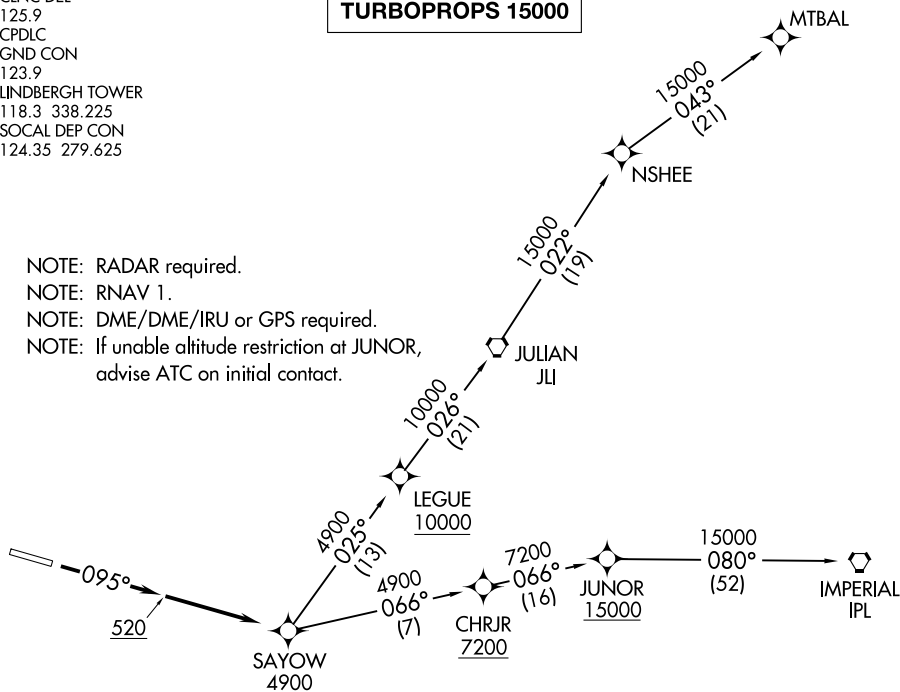 125.9
CPDLC
GND CON
123.9
LINDBERGH TOWER
118.3 338.225
SOCAL DEP CON
124.35 279.625
TURBOPROPS 15000
MTBAL
15000
043°
(21)
NSHEE
15000
022°
(19)
NOTE: RADAR required.
NOTE: RNAV 1.
NOTE: DME/DME/IRU or GPS required.
NOTE: If unable altitude restriction at JUNOR,
advise ATC on initial contact.
JULIAN
JLI
10000
026°
(21)
LEGUE
10000
4900
025°
(13)
095°
520
SAYOW
4900
4900
066°
(7)
CHRJR
7200
7200
066°
(16)
JUNOR
15000
15000
080°
(52)
IMPERIAL
IPL